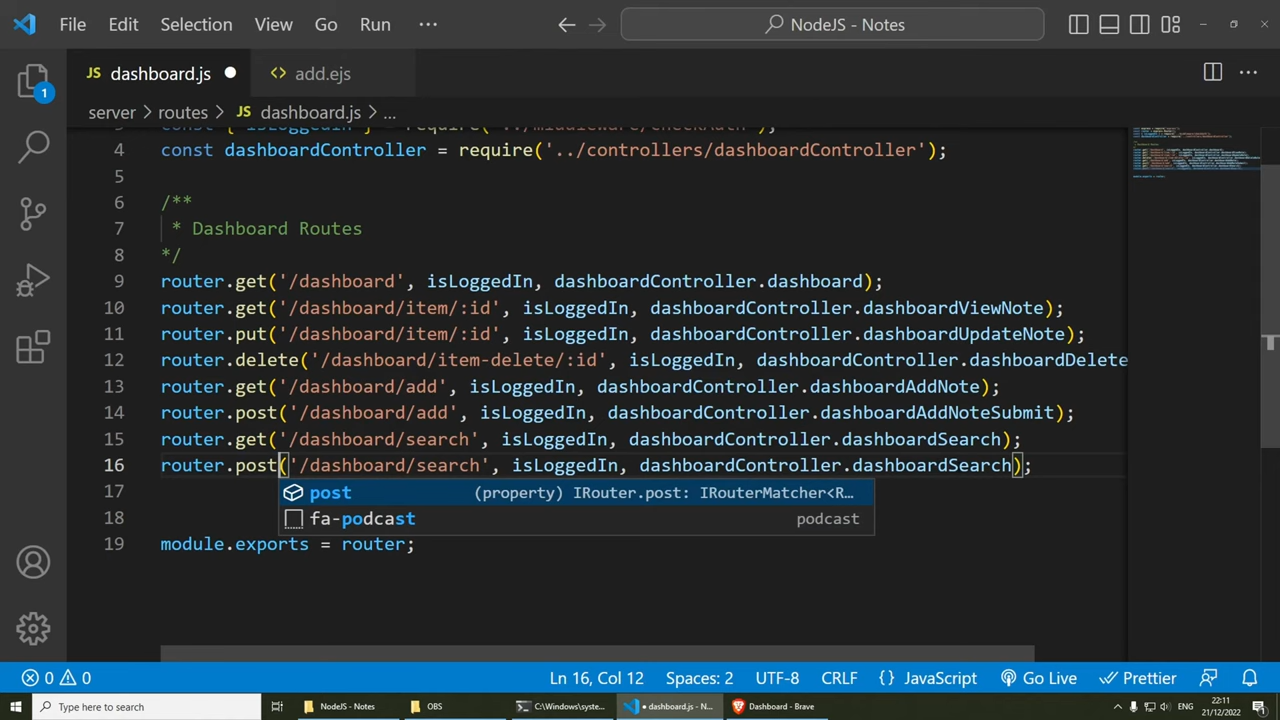 File Edit Selection View Go Run ··· NodeJS - Notes
JS dashboard.js add.ejs
server > routes > JS dashboard.js > ...
1
4 const dashboardController = require('../controllers/dashboardController');
5
6 /**
7 * Dashboard Routes
8 */
9 router.get('/dashboard', isLoggedIn, dashboardController.dashboard);
10 router.get('/dashboard/item/:id', isLoggedIn, dashboardController.dashboardViewNote);
11 router.put('/dashboard/item/:id', isLoggedIn, dashboardController.dashboardUpdateNote);
12 router.delete('/dashboard/item-delete/:id', isLoggedIn, dashboardController.dashboardDelete
13 router.get('/dashboard/add', isLoggedIn, dashboardController.dashboardAddNote);
14 router.post('/dashboard/add', isLoggedIn, dashboardController.dashboardAddNoteSubmit);
15 router.get('/dashboard/search', isLoggedIn, dashboardController.dashboardSearch);
16 router.post('/dashboard/search', isLoggedIn, dashboardController.dashboardSearch);
17 post (property) IRouter.post: IRouterMatcher<R...
18 fa-podcast podcast
19 module.exports = router;
0 0 Ln 16, Col 12 Spaces: 2 UTF-8 CRLF {} JavaScript Go Live Prettier
Type here to search NodeJS - Notes OBS C:\Windows\syste... dashboard.js - N... Dashboard - Brave 22:11
21/12/2022